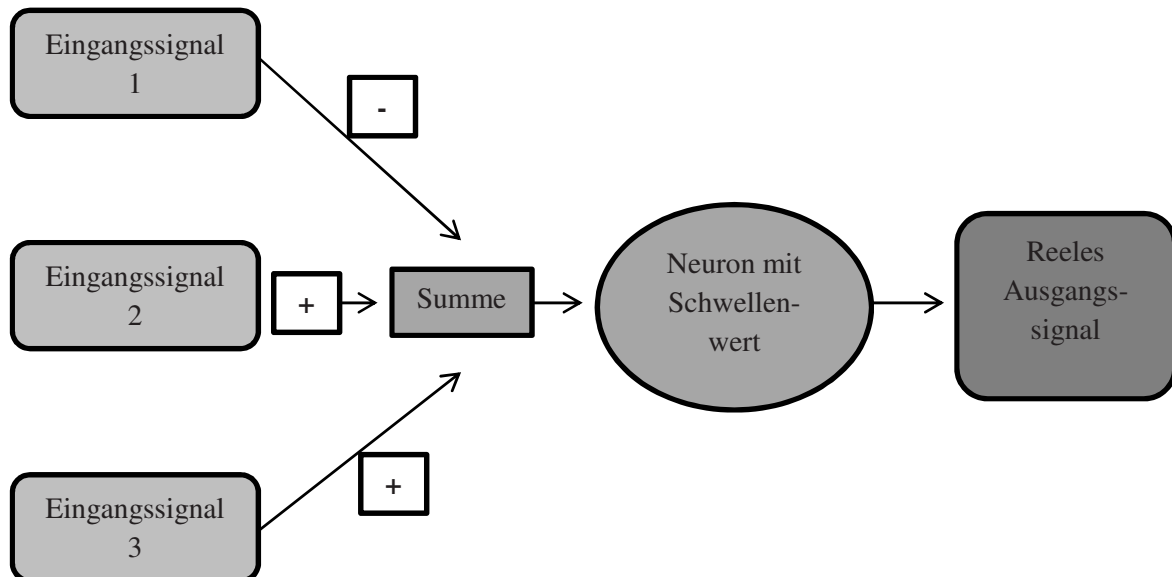 Eingangssignal
1
-
Eingangssignal
2
+
Summe
Neuron mit
Schwellen-
wert
Reeles
Ausgangs-
signal
+
Eingangssignal
3